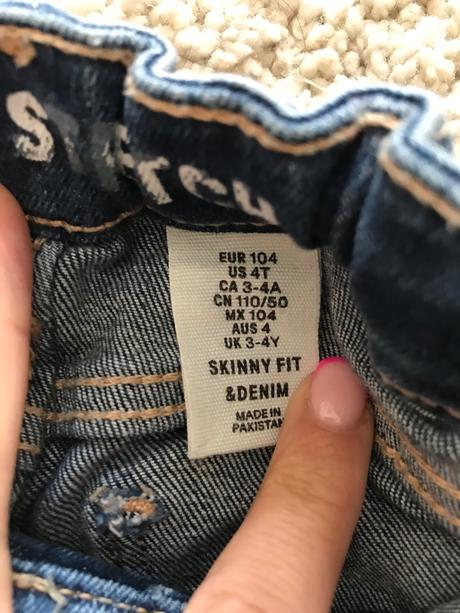 Stretch
EUR 104
US 4T
CA 3-4A
CN 110/50
MX 104
AUS 4
UK 3-4Y
SKINNY FIT
&DENIM
MADE IN
PAKISTAN